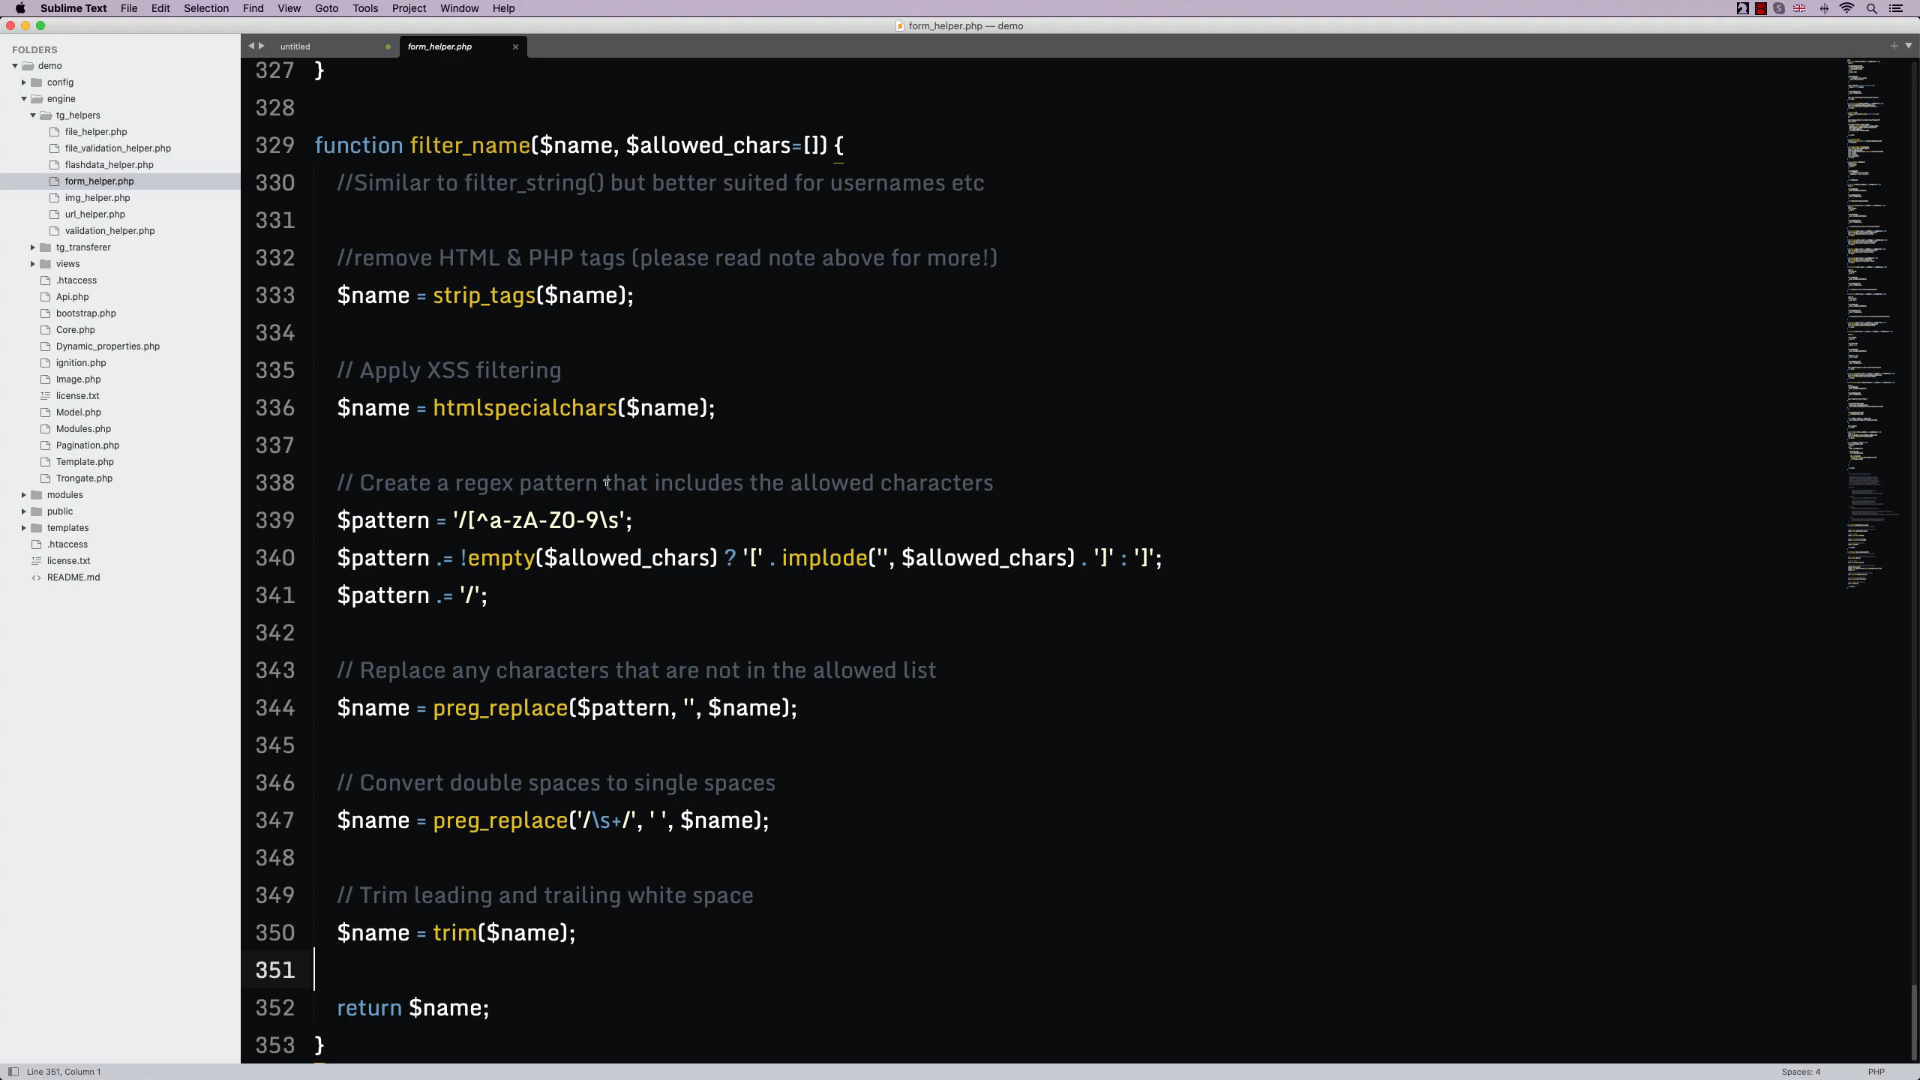 Sublime Text File Edit Selection Find View Goto Tools Project Window Help
form_helper.php — demo
FOLDERS
demo
config
engine
tg_helpers
file_helper.php
file_validation_helper.php
flashdata_helper.php
form_helper.php
img_helper.php
url_helper.php
validation_helper.php
tg_transferer
views
.htaccess
Api.php
bootstrap.php
Core.php
Dynamic_properties.php
ignition.php
Image.php
license.txt
Model.php
Modules.php
Pagination.php
Template.php
Trongate.php
modules
public
templates
.htaccess
license.txt
README.md
untitled
form_helper.php
327 }
328
329 function filter_name($name, $allowed_chars=[]) {
330 //Similar to filter_string() but better suited for usernames etc
331
332 //remove HTML & PHP tags (please read note above for more!)
333 $name = strip_tags($name);
334
335 // Apply XSS filtering
336 $name = htmlspecialchars($name);
337
338 // Create a regex pattern that includes the allowed characters
339 $pattern = '/[^a-zA-Z0-9\s';
340 $pattern .= !empty($allowed_chars) ? '[' . implode('', $allowed_chars) . ']' : ']';
341 $pattern .= '/';
342
343 // Replace any characters that are not in the allowed list
344 $name = preg_replace($pattern, '', $name);
345
346 // Convert double spaces to single spaces
347 $name = preg_replace('/\s+/', ' ', $name);
348
349 // Trim leading and trailing white space
350 $name = trim($name);
351
352 return $name;
353 }
Line 351, Column 1
Spaces: 4
PHP